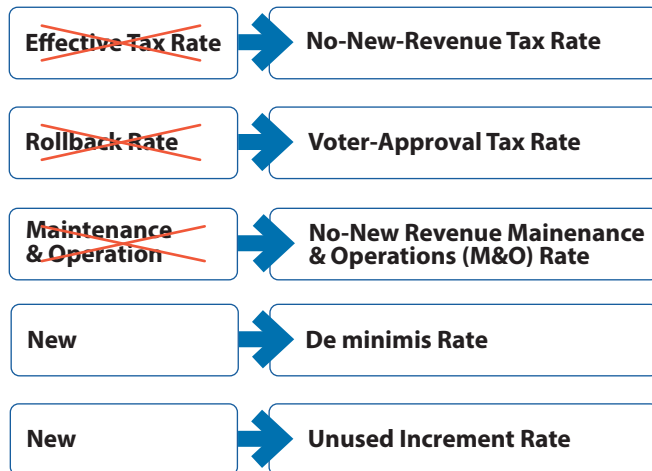 Effective Tax Rate
No-New-Revenue Tax Rate
Rollback Rate
Voter-Approval Tax Rate
Maintenance
& Operation
No-New Revenue Mainenance
& Operations (M&O) Rate
New
De minimis Rate
New
Unused Increment Rate